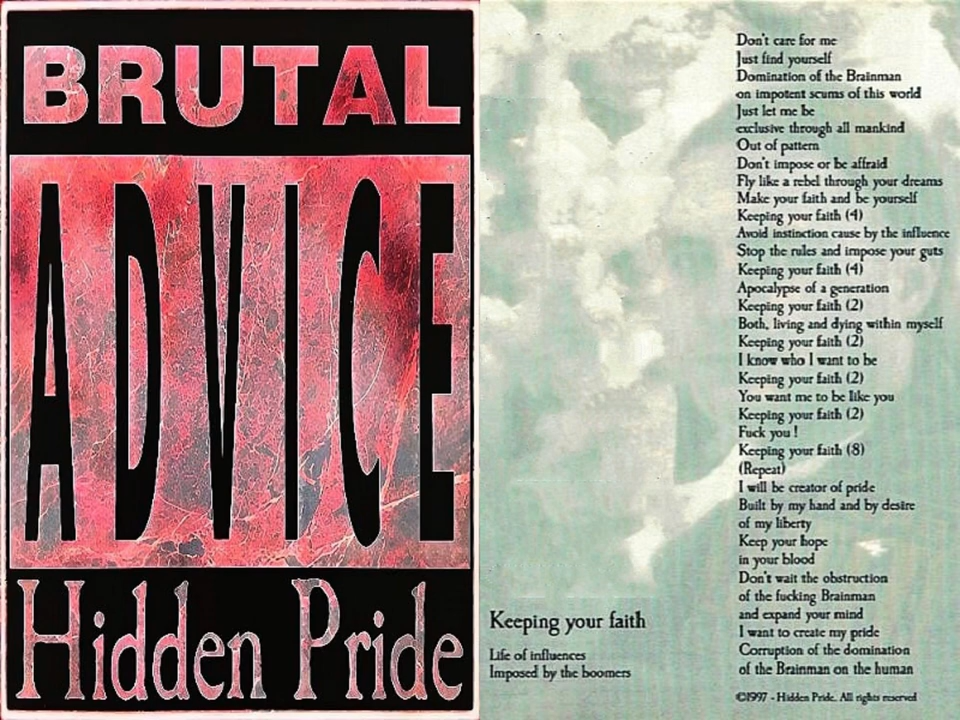 BRUTAL
ADVICE
Hidden Pride
Keeping your faith
Life of influences
Imposed by the boomers
Don't care for me
Just find yourself
Domination of the Brainman
on impotent scums of this world
Just let me be
exclusive through all mankind
Out of pattern
Don't impose or be affraid
Fly like a rebel through your dreams
Make your faith and be yourself
Keeping your faith (4)
Avoid instinction cause by the influence
Stop the rules and impose your guts
Keeping your faith (4)
Apocalypse of a generation
Keeping your faith (2)
Both, living and dying within myself
Keeping your faith (2)
I know who I want to be
Keeping your faith (2)
You want me to be like you
Keeping your faith (2)
Fuck you !
Keeping your faith (8)
(Repeat)
I will be creator of pride
Built by my hand and by desire
of my liberty
Keep your hope
in your blood
Don't wait the obstruction
of the fucking Brainman
and expand your mind
I want to create my pride
Corruption of the domination
of the Brainman on the human
©1997 - Hidden Pride. All rights reserved